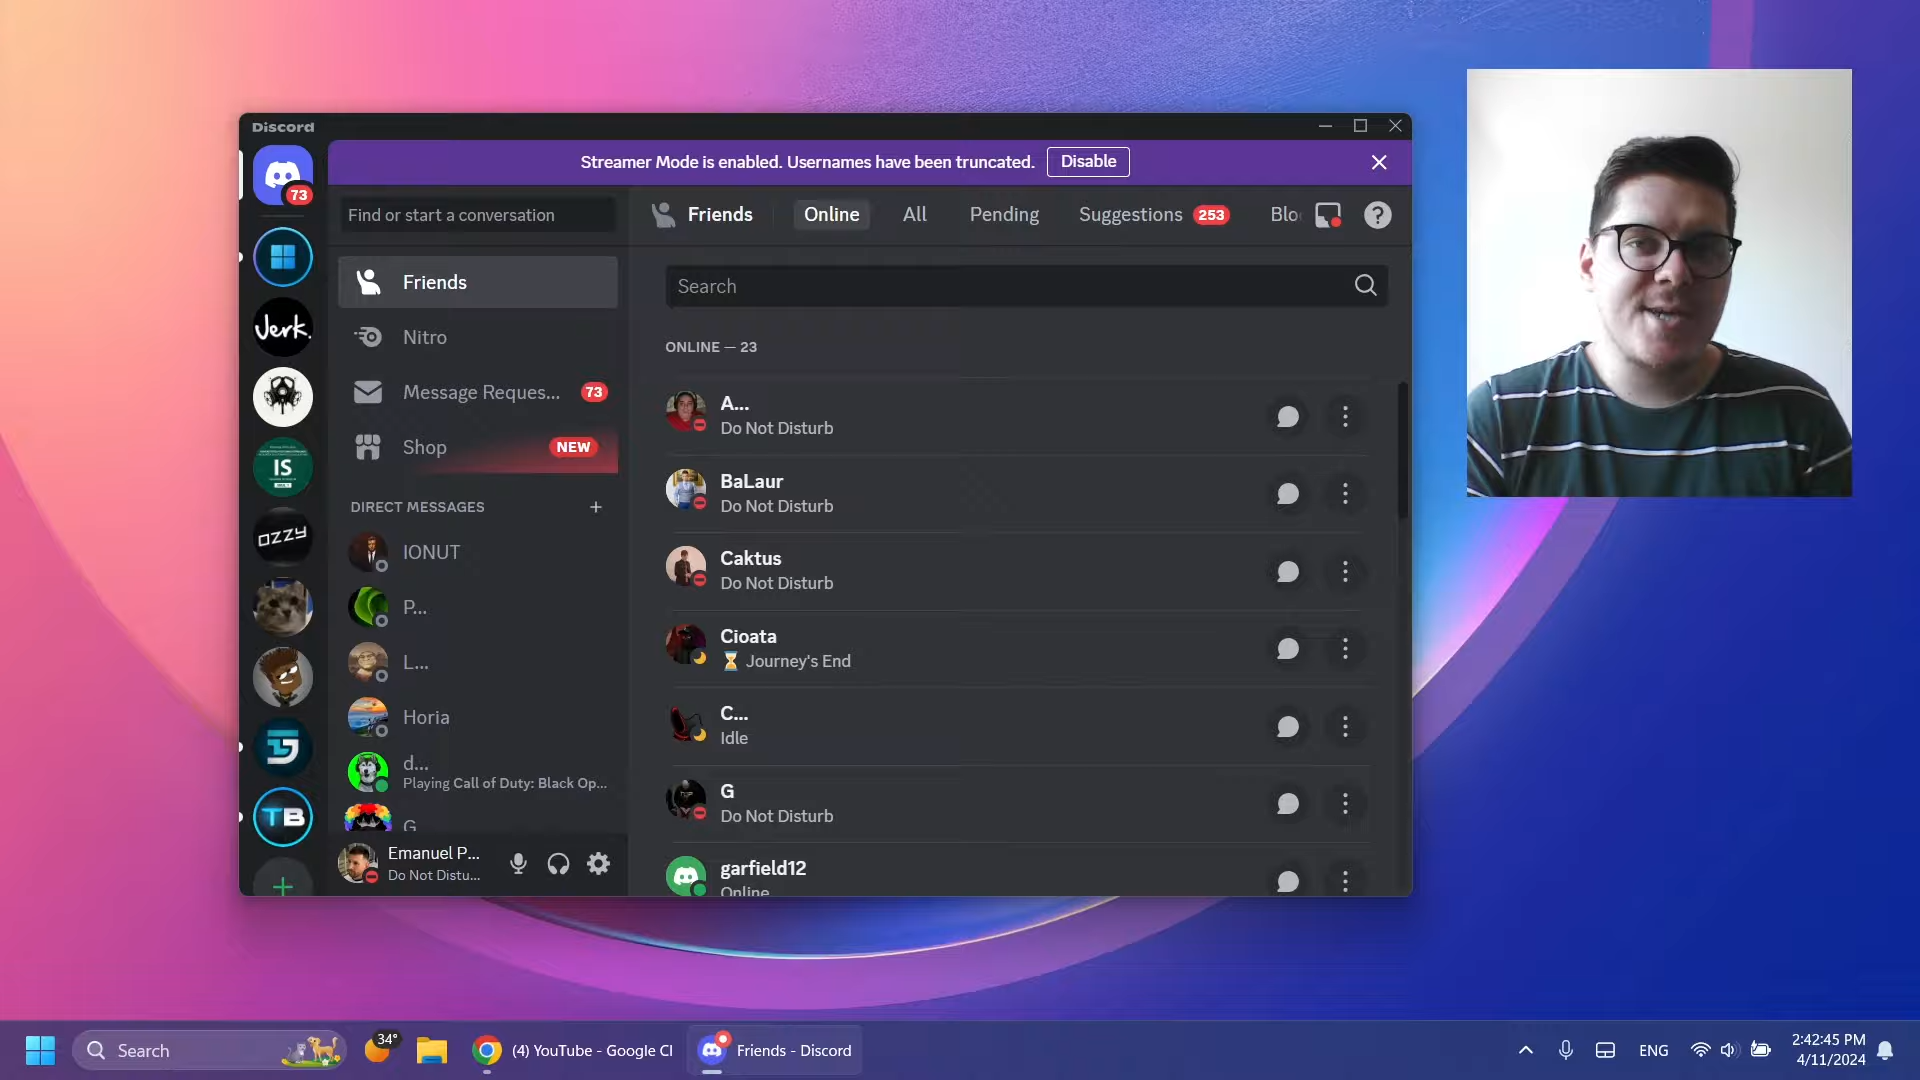 Discord
Streamer Mode is enabled. Usernames have been truncated.
Disable
73
Find or start a conversation
Friends
Online
All
Pending
Suggestions
253
Blo
Jerk.
IS
OZZY
TB
Friends
Nitro
Message Reques...
73
Shop
NEW
DIRECT MESSAGES
IONUT
P...
L...
Horia
d...
Playing Call of Duty: Black Op...
G
Emanuel P...
Do Not Distu...
Search
ONLINE — 23
A...
Do Not Disturb
BaLaur
Do Not Disturb
Caktus
Do Not Disturb
Cioata
⏳ Journey's End
C...
Idle
G
Do Not Disturb
garfield12
Online
Search
34°
(4) YouTube - Google Cl
Friends - Discord
ENG
2:42:45 PM
4/11/2024